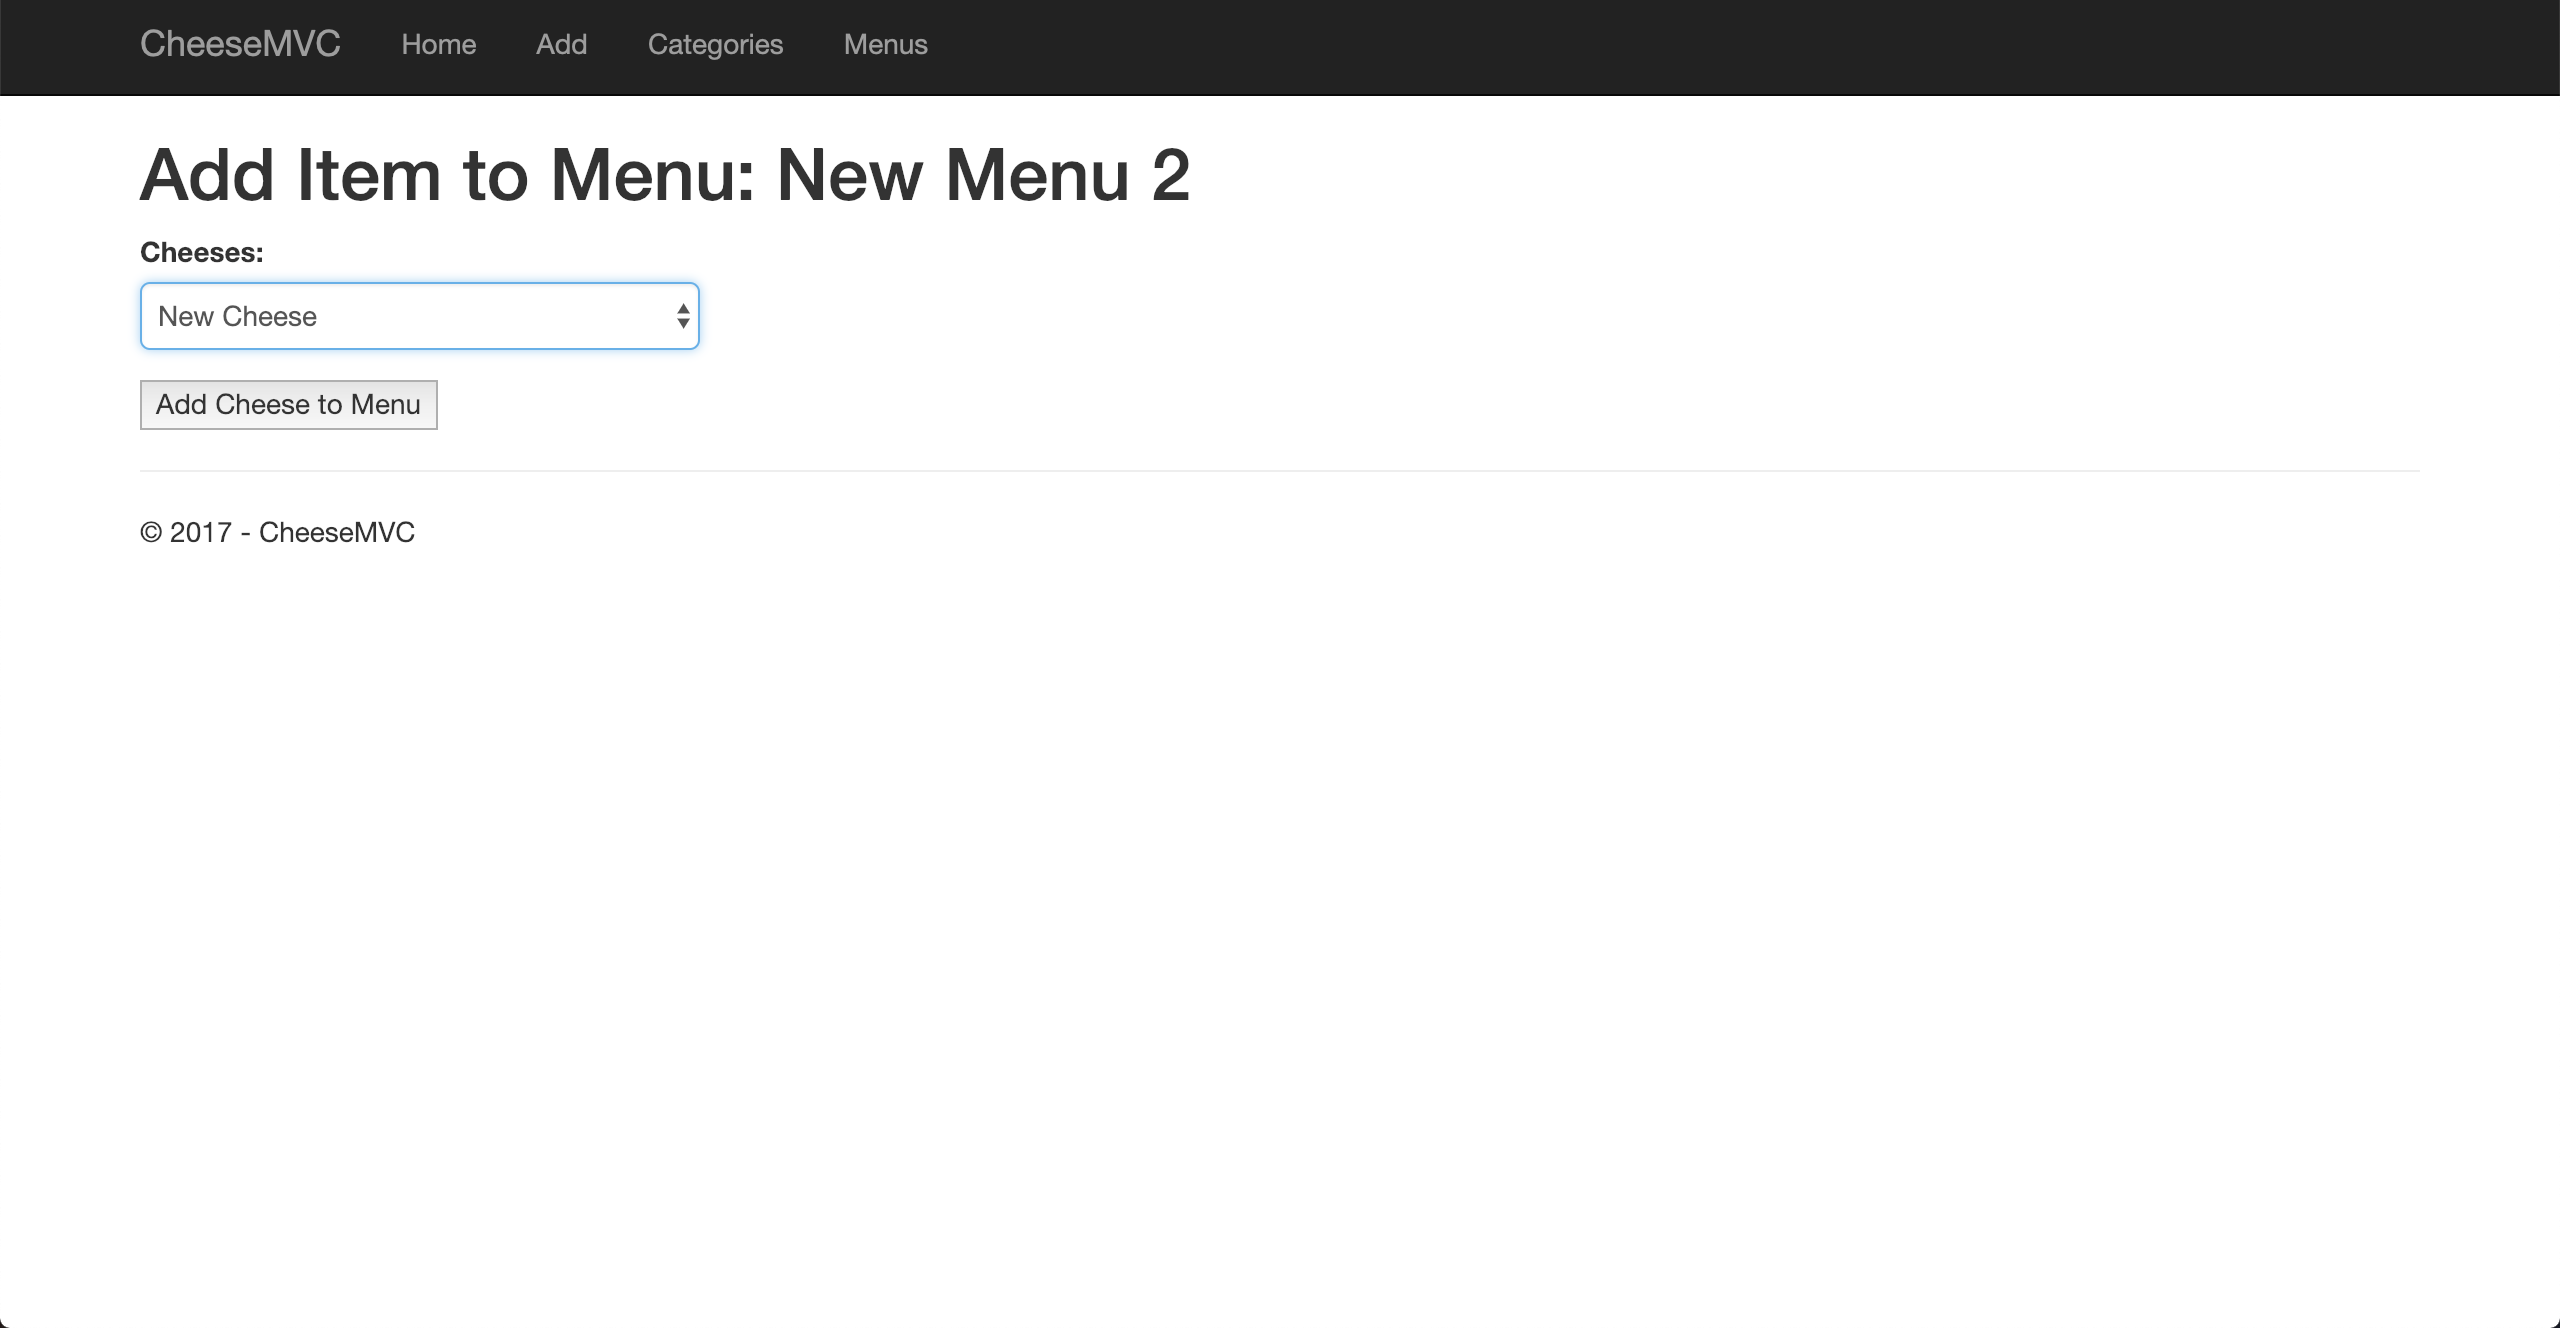 CheeseMVC Home Add Categories Menus
Add Item to Menu: New Menu 2
Cheeses:
New Cheese
Add Cheese to Menu
© 2017 - CheeseMVC